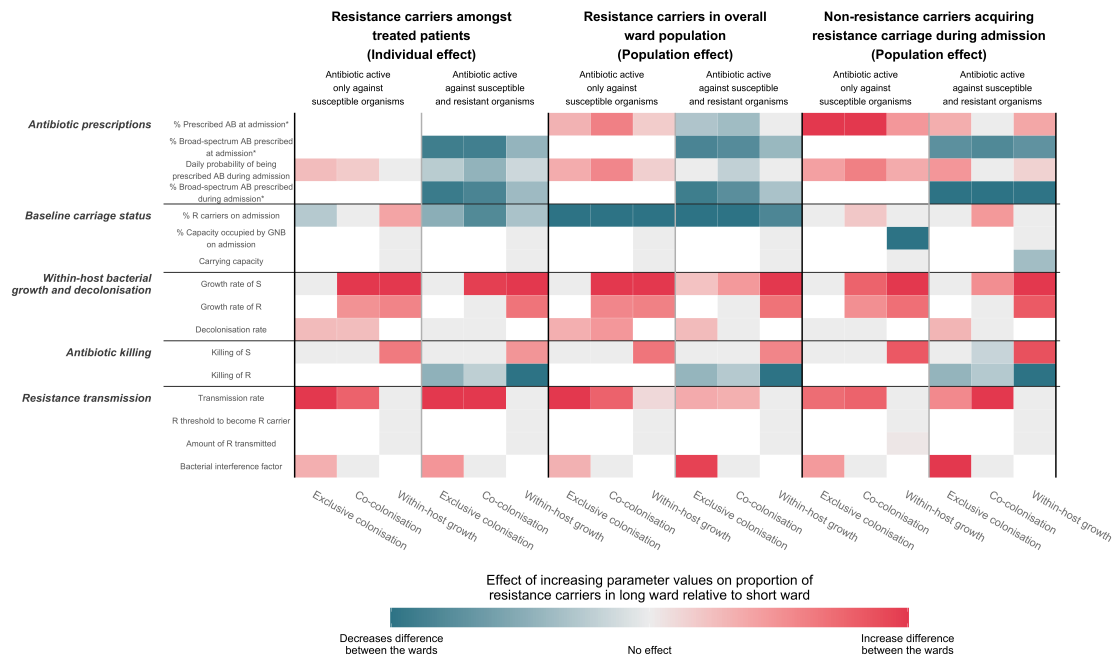 Resistance carriers amongst
treated patients
(Individual effect)
Resistance carriers in overall
ward population
(Population effect)
Non-resistance carriers acquiring
resistance carriage during admission
(Population effect)
Antibiotic active
only against
susceptible organisms
Antibiotic active
against susceptible
and resistant organisms
Antibiotic active
only against
susceptible organisms
Antibiotic active
against susceptible
and resistant organisms
Antibiotic active
only against
susceptible organisms
Antibiotic active
against susceptible
and resistant organisms
Antibiotic prescriptions
% Prescribed AB at admission*
% Broad-spectrum AB prescribed
at admission*
Daily probability of being
prescribed AB during admission
% Broad-spectrum AB prescribed
during admission*
Baseline carriage status
% R carriers on admission
% Capacity occupied by GNB
on admission
Carrying capacity
Within-host bacterial
growth and decolonisation
Growth rate of S
Growth rate of R
Decolonisation rate
Antibiotic killing
Killing of S
Killing of R
Resistance transmission
Transmission rate
R threshold to become R carrier
Amount of R transmitted
Bacterial interference factor
Exclusive colonisation
Co-colonisation
Within-host growth
Exclusive colonisation
Co-colonisation
Within-host growth
Exclusive colonisation
Co-colonisation
Within-host growth
Exclusive colonisation
Co-colonisation
Within-host growth
Exclusive colonisation
Co-colonisation
Within-host growth
Exclusive colonisation
Co-colonisation
Within-host growth
Effect of increasing parameter values on proportion of
resistance carriers in long ward relative to short ward
Decreases difference
between the wards
No effect
Increase difference
between the wards